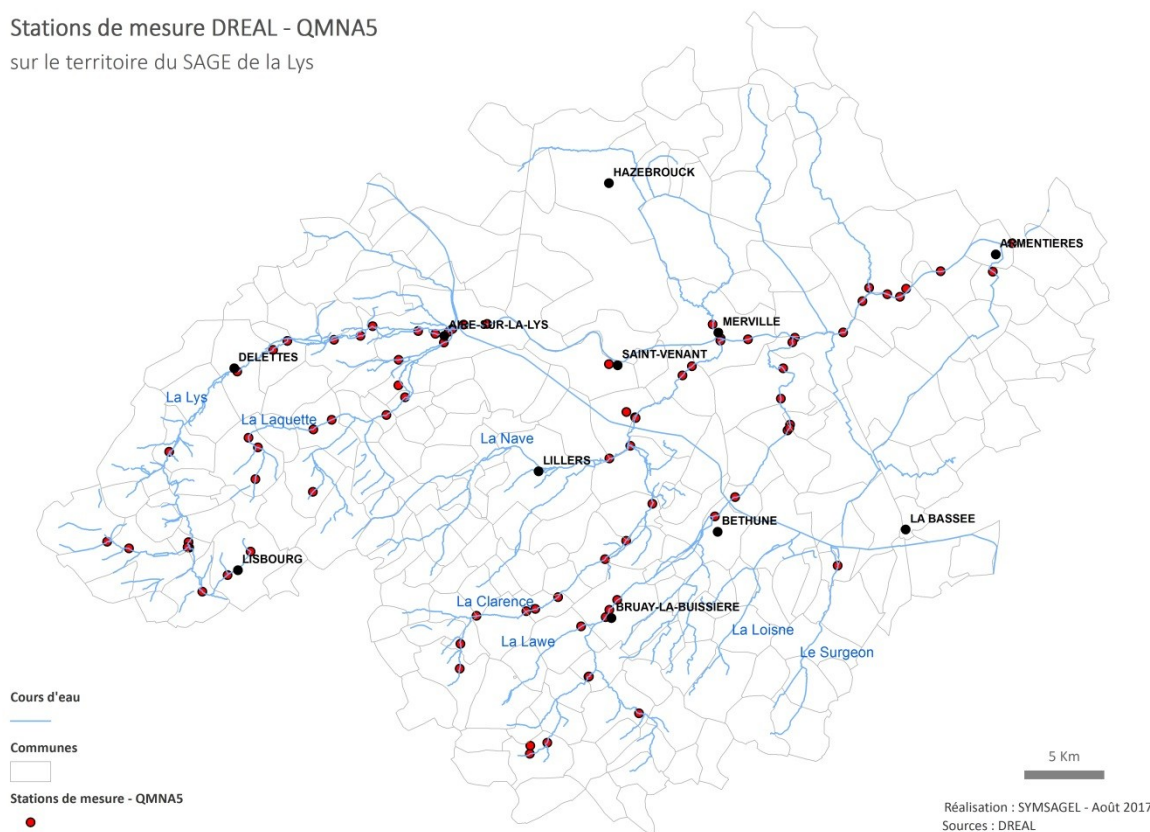 Stations de mesure DREAL - QMNA5
sur le territoire du SAGE de la Lys
HAZEBROUCK
ARMENTIERES
AIRE-SUR-LA-LYS
MERVILLE
DELETTES
SAINT-VENANT
La Lys
La Laquette
La Nave
LILLERS
BETHUNE
LA BASSEE
LISBOURG
La Clarence
BRUAY-LA-BUISSIERE
La Lawe
La Loisne
Le Surgeon
Cours d'eau
Communes
Stations de mesure - QMNA5
5 Km
Réalisation : SYMSAGEL - Août 2017
Sources : DREAL